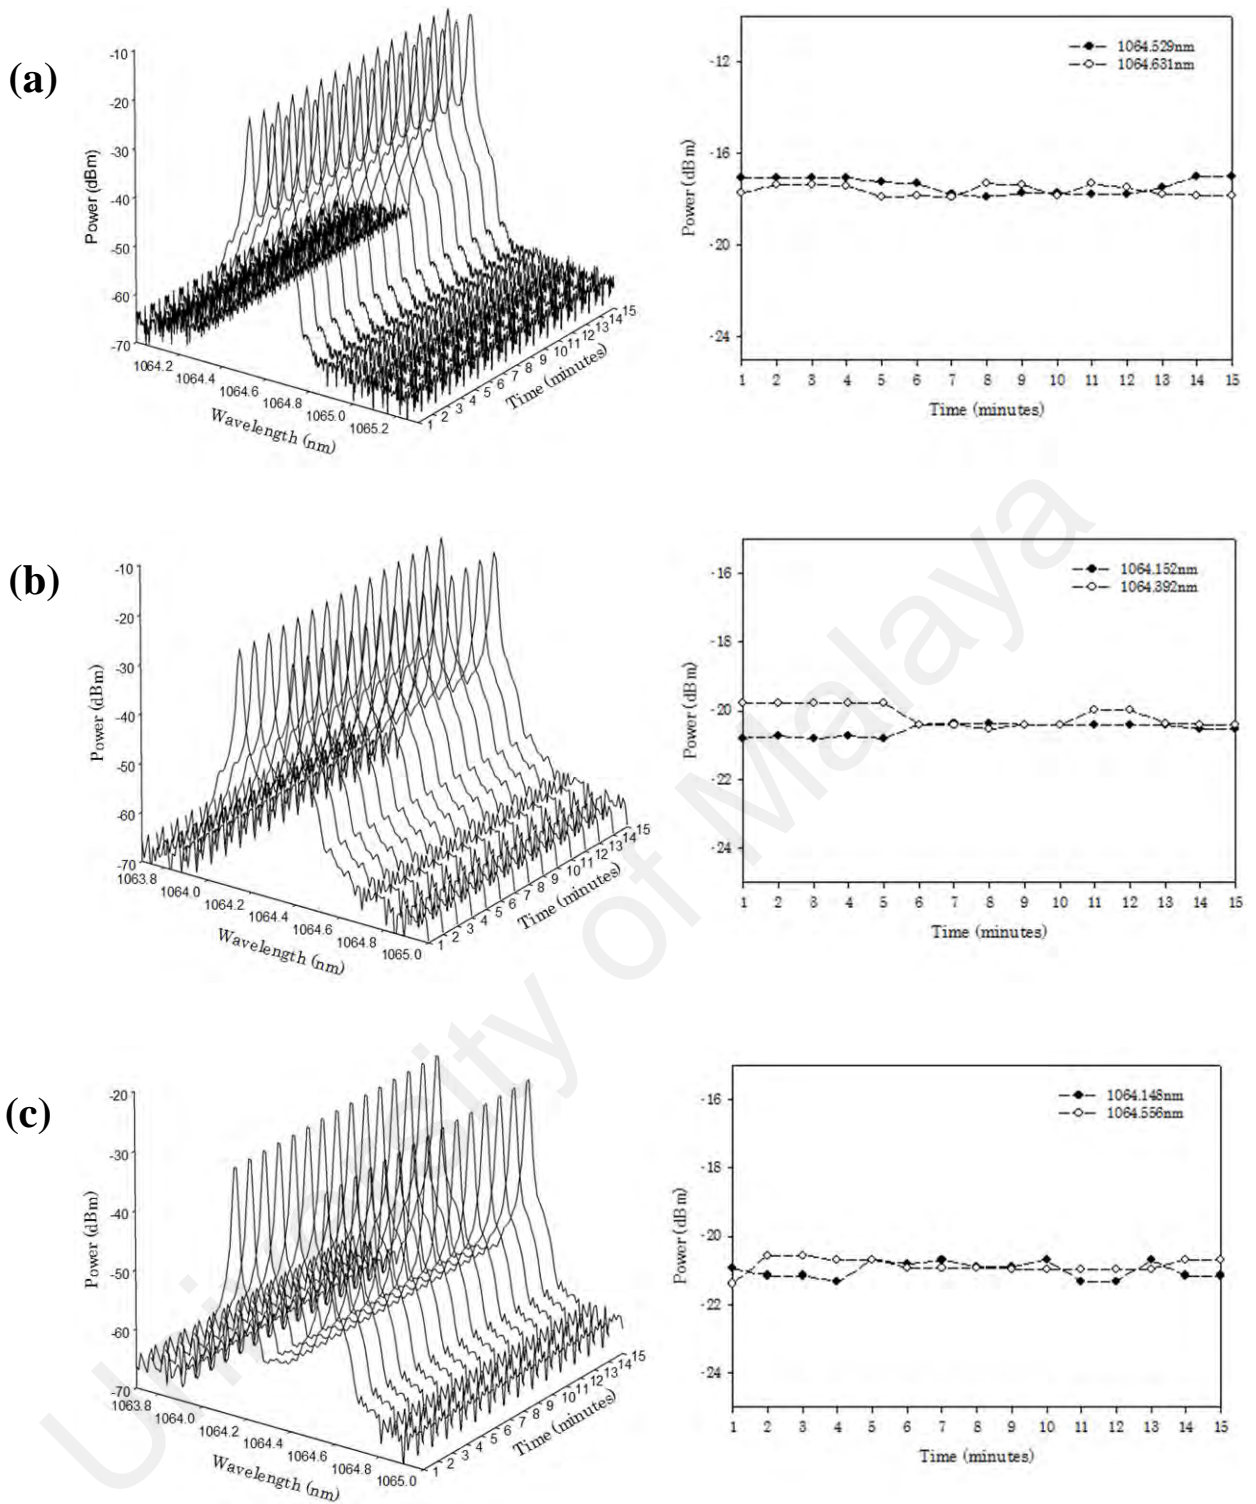 (a)
-10
-20
-30
-40
-50
-60
-70
Power (dBm)
1064.2
1064.4
1064.6
1064.8
1065.0
1065.2
Wavelength (nm)
1 2 3 4 5 6 7 8 9 10 11 12 13 14 15
Time (minutes)
1064.529nm
1064.631nm
-12
-16
-20
-24
Power (dBm)
1 2 3 4 5 6 7 8 9 10 11 12 13 14 15
Time (minutes)
(b)
-10
-20
-30
-40
-50
-60
-70
Power (dBm)
1063.8
1064.0
1064.2
1064.4
1064.6
1064.8
1065.0
Wavelength (nm)
1 2 3 4 5 6 7 8 9 10 11 12 13 14 15
Time (minutes)
1064.152nm
1064.392nm
-16
-18
-20
-22
-24
Power (dBm)
1 2 3 4 5 6 7 8 9 10 11 12 13 14 15
Time (minutes)
(c)
-20
-30
-40
-50
-60
-70
Power (dBm)
1063.8
1064.0
1064.2
1064.4
1064.6
1064.8
1065.0
Wavelength (nm)
1 2 3 4 5 6 7 8 9 10 11 12 13 14 15
Time (minutes)
1064.148nm
1064.556nm
-16
-18
-20
-22
-24
Power (dBm)
1 2 3 4 5 6 7 8 9 10 11 12 13 14 15
Time (minutes)
University of Malaya